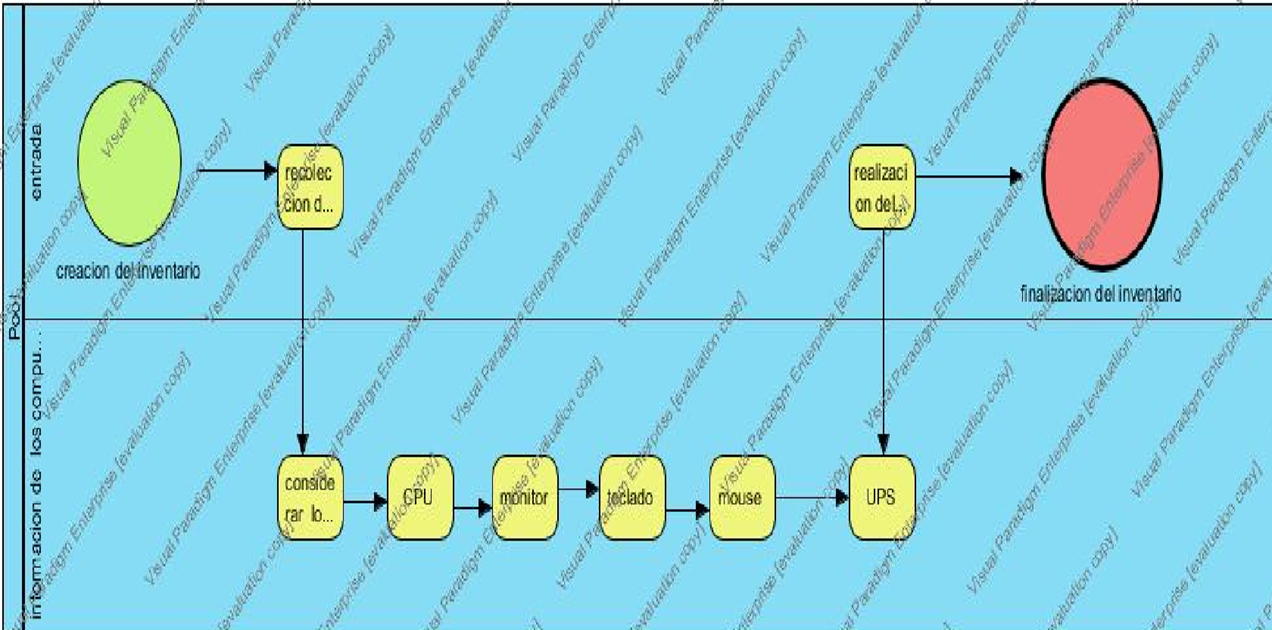 Pool
entrada
creacion del inventario
recolec
cion d...
realizaci
on del...
finalizacion del inventario
informacion de los compu...
conside
rar lo...
CPU
monitor
teclado
mouse
UPS
Visual Paradigm Enterprise [evaluation copy]